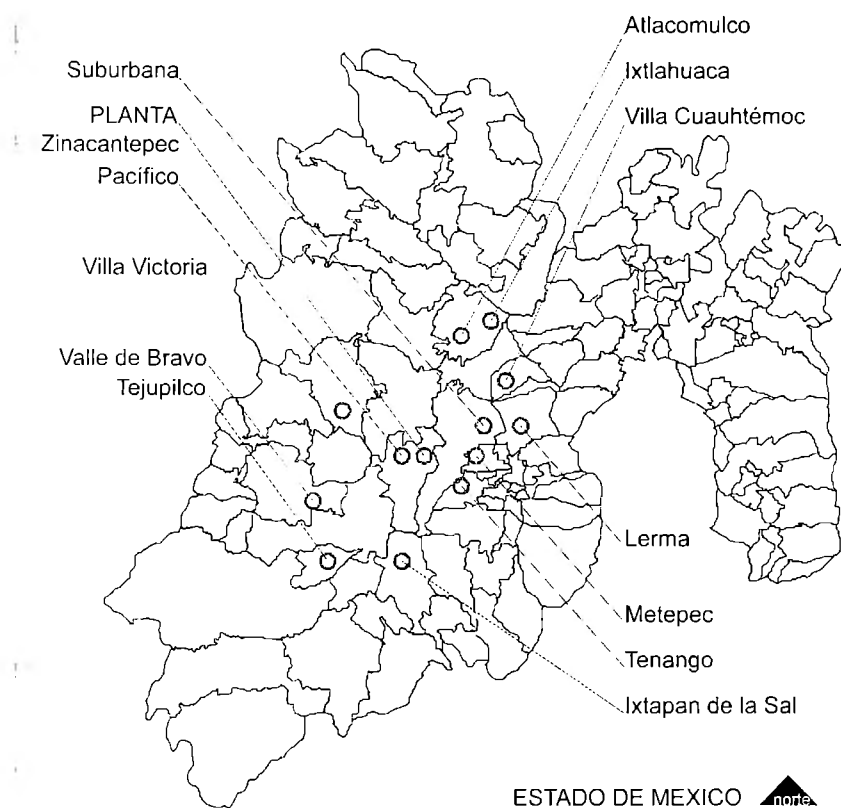 Atlacomulco
Suburbana
Ixtlahuaca
PLANTA
Villa Cuauhtémoc
Zinacantepec
Pacífico
Villa Victoria
Valle de Bravo
Tejupilco
Lerma
Metepec
Tenango
Ixtapan de la Sal
ESTADO DE MEXICO
norte